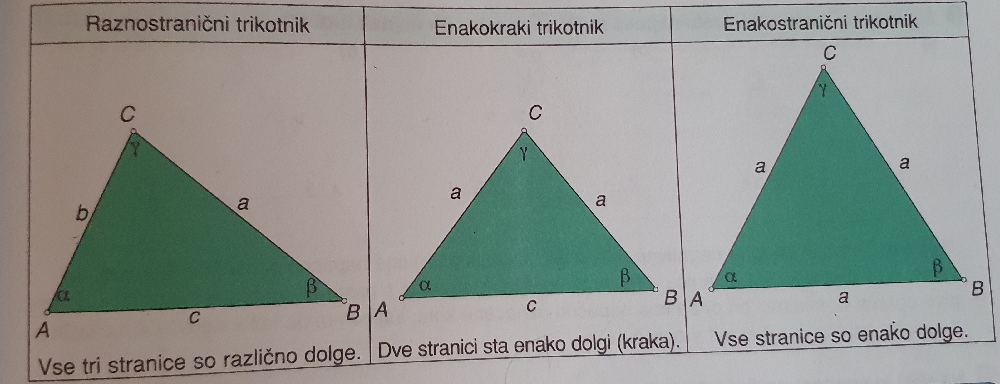 Raznostranični trikotnik
C
γ
b
a
α
β
A
c
B
Vse tri stranice so različno dolge.
Enakokraki trikotnik
C
γ
a
a
α
β
A
c
B
Dve stranici sta enako dolgi (kraka).
Enakostranični trikotnik
C
γ
a
a
α
β
A
a
B
Vse stranice so enako dolge.